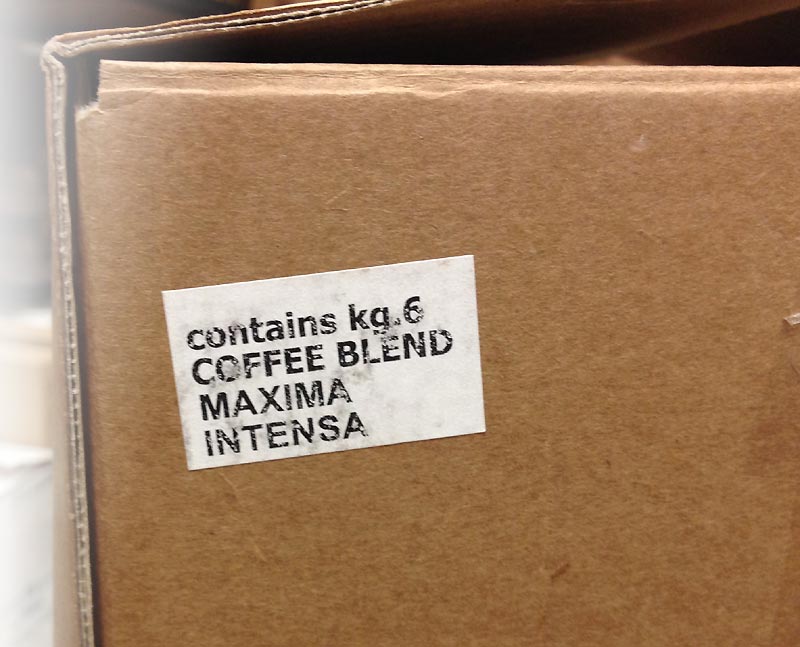 contains kg.6
COFFEE BLEND
MAXIMA
INTENSA